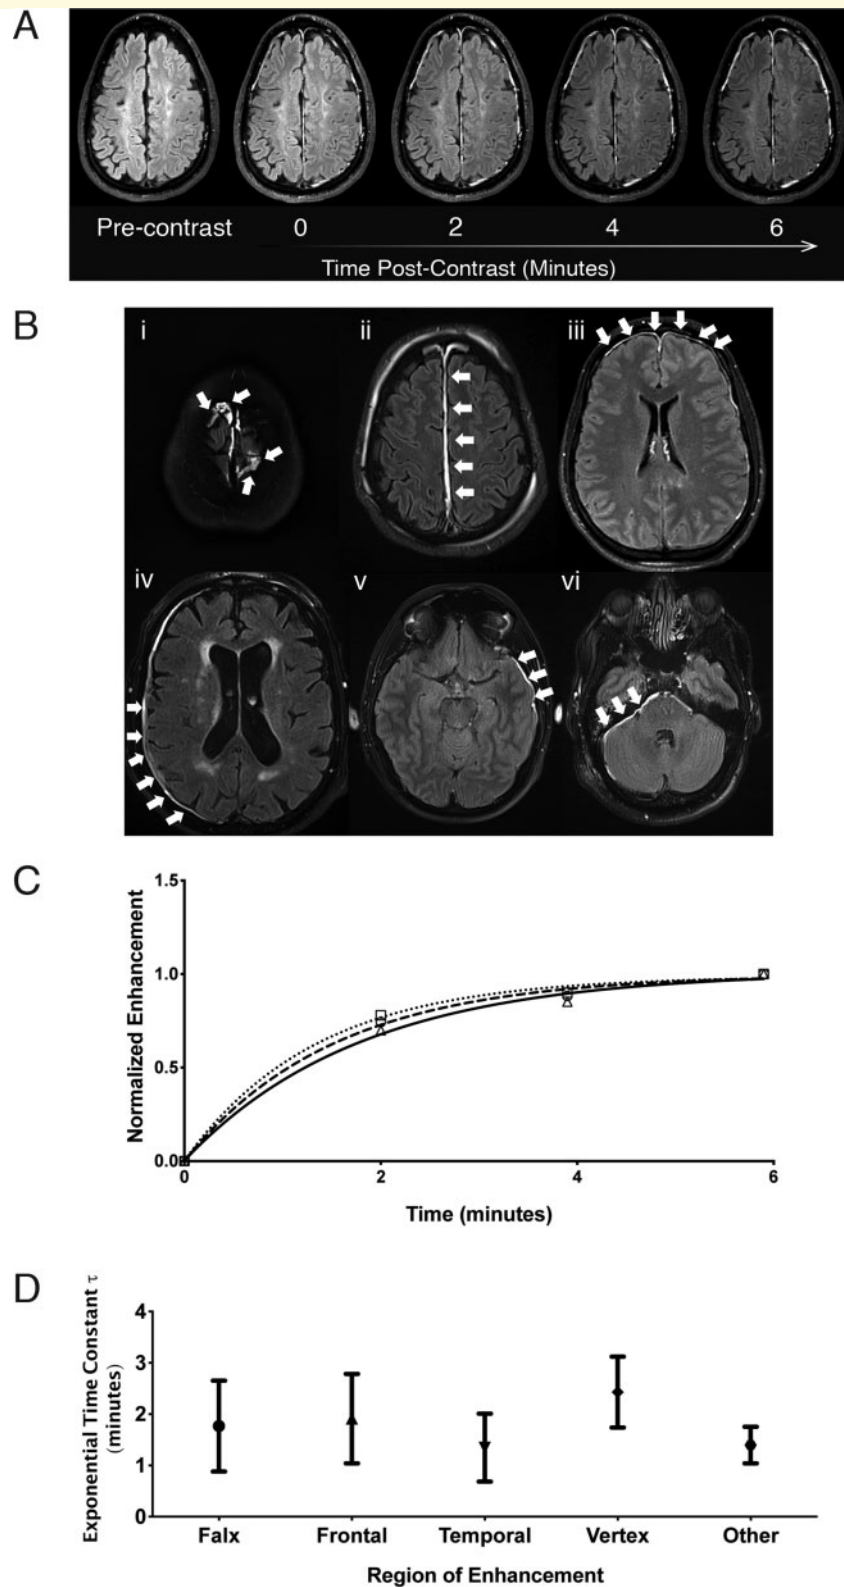 A
Pre-contrast 0 2 4 6
Time Post-Contrast (Minutes)
B
i ii iii
iv v vi
C
Normalized Enhancement
1.5
1.0
0.5
0.0
0 2 4 6
Time (minutes)
D
Exponential Time Constant τ
(minutes)
4
3
2
1
0
Falx Frontal Temporal Vertex Other
Region of Enhancement